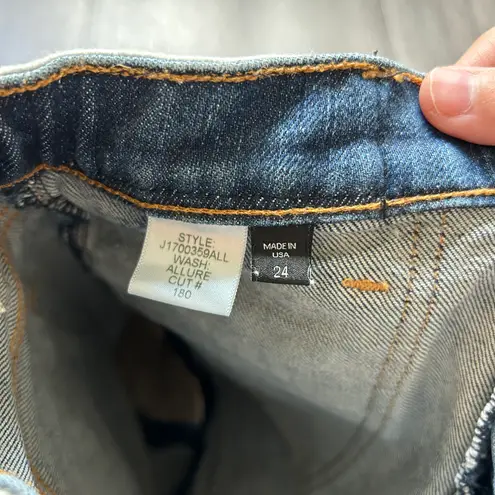 STYLE:
J1700359ALL
WASH
ALLURE
CUT #
180
MADE IN
USA
24